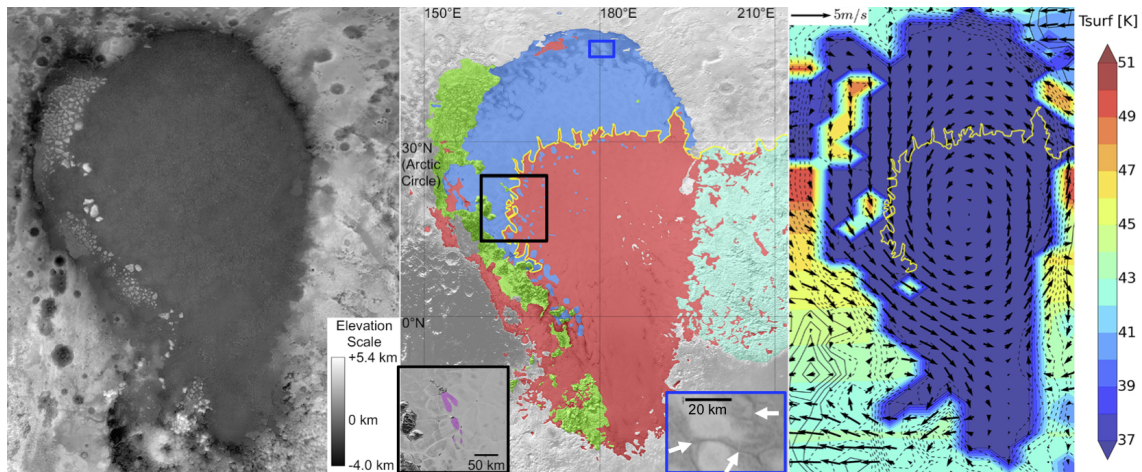 150°E
180°E
210°E
30°N
(Arctic
Circle)
0°N
Elevation
Scale
+5.4 km
0 km
-4.0 km
50 km
20 km
5m/s
Tsurf [K]
51
49
47
45
43
41
39
37